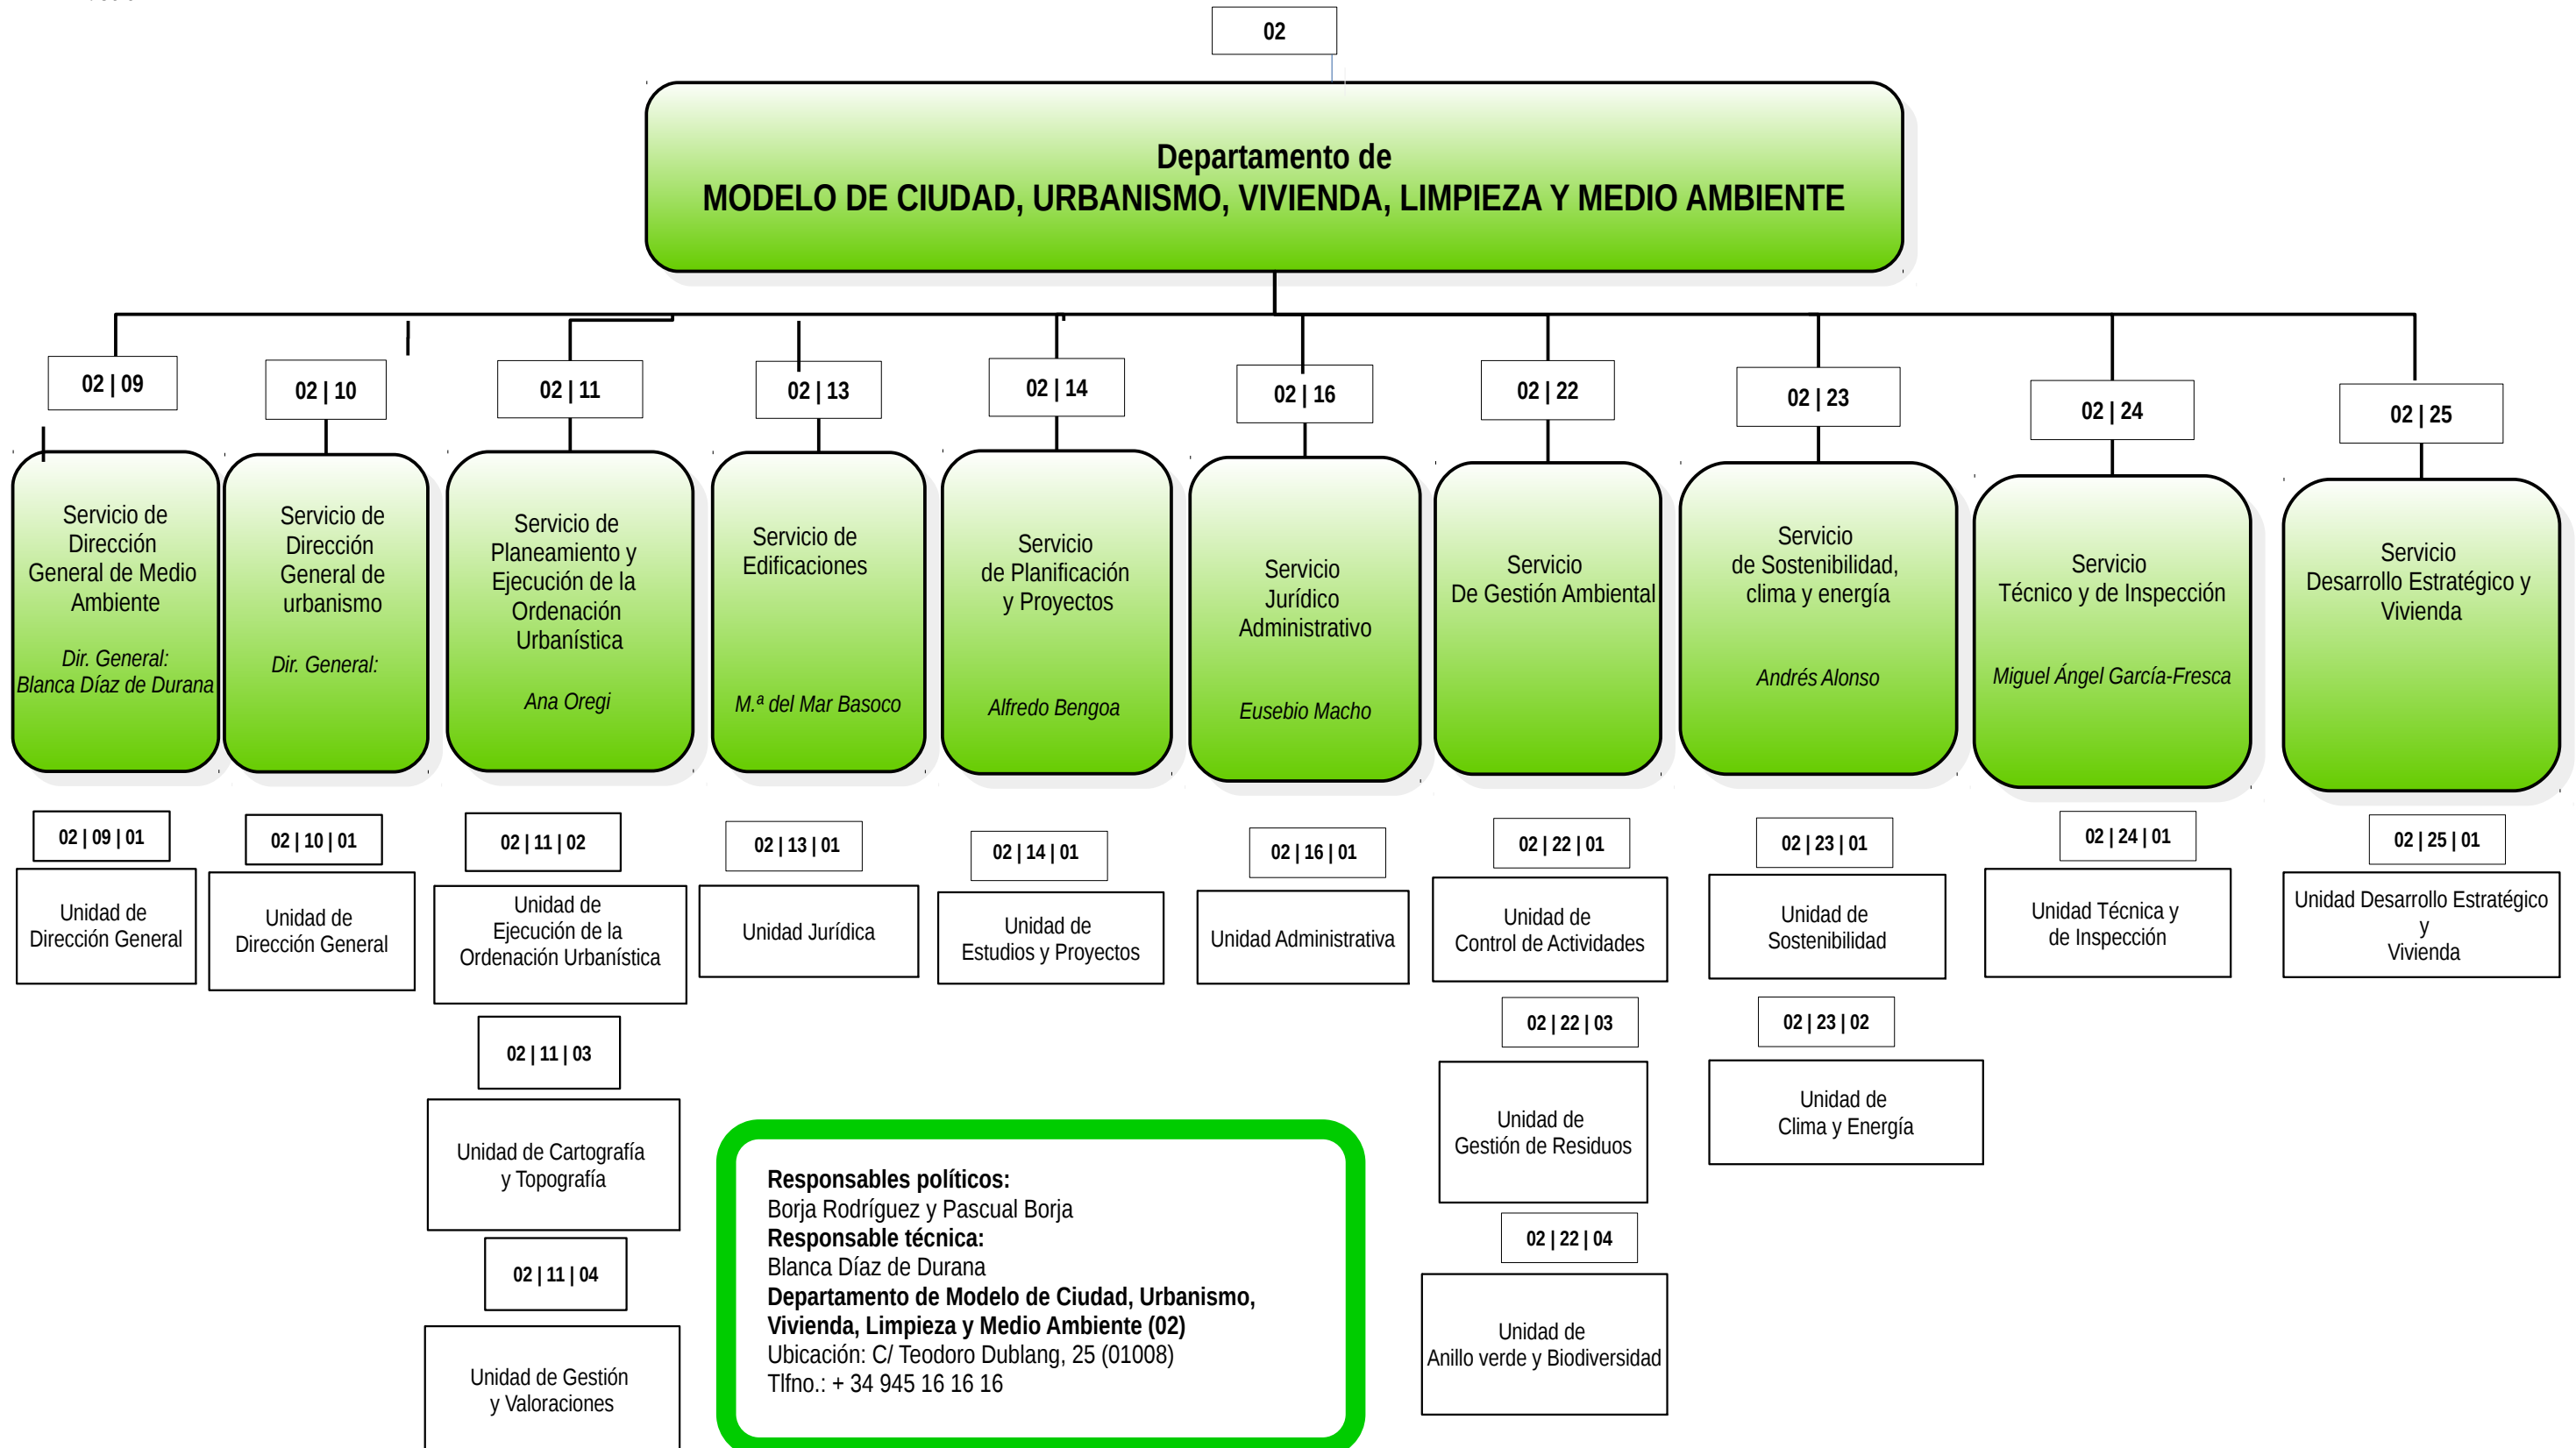 02
Departamento de
MODELO DE CIUDAD, URBANISMO, VIVIENDA, LIMPIEZA Y MEDIO AMBIENTE
02 | 09
02 | 10
02 | 11
02 | 13
02 | 14
02 | 16
02 | 22
02 | 23
02 | 24
02 | 25
Servicio de
Dirección
General de Medio
Ambiente
Dir. General:
Blanca Díaz de Durana
Servicio de
Dirección
General de
urbanismo
Dir. General:
Servicio de
Planeamiento y
Ejecución de la
Ordenación
Urbanística
Ana Oregi
Servicio de
Edificaciones
M.ª del Mar Basoco
Servicio
de Planificación
y Proyectos
Alfredo Bengoa
Servicio
Jurídico
Administrativo
Eusebio Macho
Servicio
De Gestión Ambiental
Servicio
de Sostenibilidad,
clima y energía
Andrés Alonso
Servicio
Técnico y de Inspección
Miguel Ángel García-Fresca
Servicio
Desarrollo Estratégico y
Vivienda
02 | 09 | 01
Unidad de
Dirección General
02 | 10 | 01
Unidad de
Dirección General
02 | 11 | 02
Unidad de
Ejecución de la
Ordenación Urbanística
02 | 11 | 03
Unidad de Cartografía
y Topografía
02 | 11 | 04
Unidad de Gestión
y Valoraciones
02 | 13 | 01
Unidad Jurídica
02 | 14 | 01
Unidad de
Estudios y Proyectos
02 | 16 | 01
Unidad Administrativa
02 | 22 | 01
Unidad de
Control de Actividades
02 | 22 | 03
Unidad de
Gestión de Residuos
02 | 22 | 04
Unidad de
Anillo verde y Biodiversidad
02 | 23 | 01
Unidad de
Sostenibilidad
02 | 23 | 02
Unidad de
Clima y Energía
02 | 24 | 01
Unidad Técnica y
de Inspección
02 | 25 | 01
Unidad Desarrollo Estratégico
y
Vivienda
Responsables políticos:
Borja Rodríguez y Pascual Borja
Responsable técnica:
Blanca Díaz de Durana
Departamento de Modelo de Ciudad, Urbanismo,
Vivienda, Limpieza y Medio Ambiente (02)
Ubicación: C/ Teodoro Dublang, 25 (01008)
Tlfno.: + 34 945 16 16 16